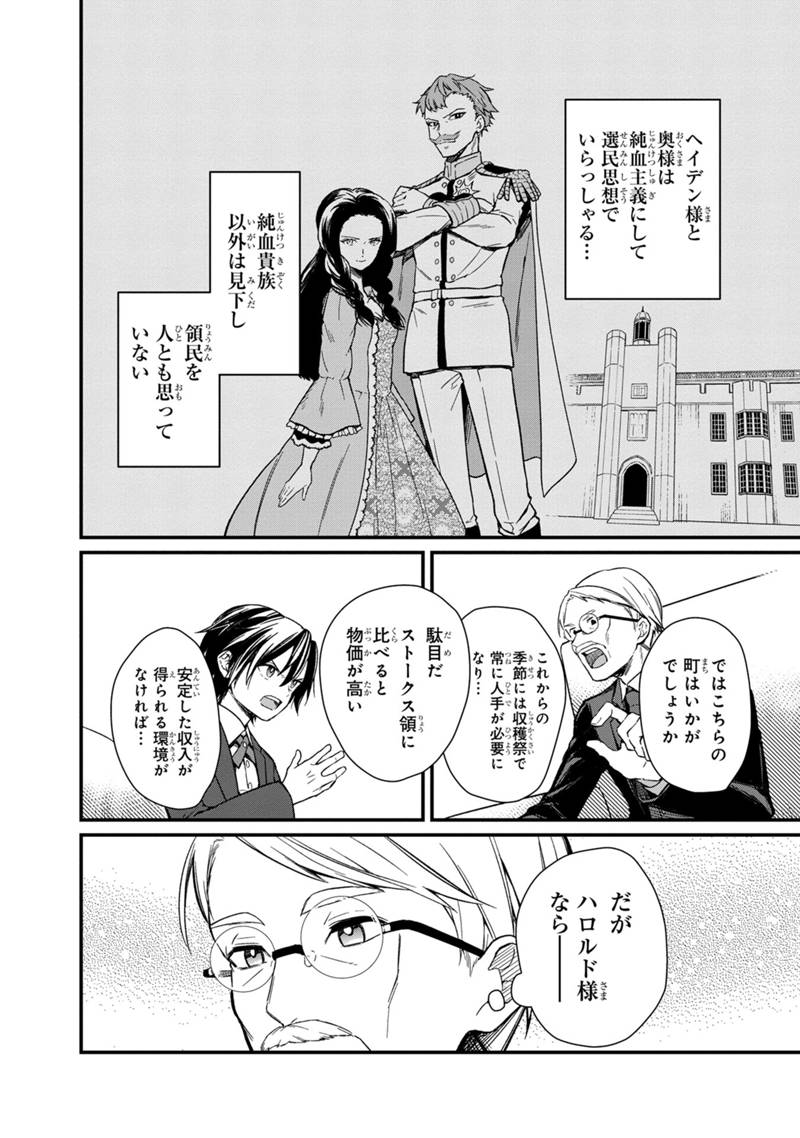 ヘイデン様と
奥様は
純血主義にして
選民思想で
いらっしゃる…
純血貴族
以外は見下し
領民を
人とも思って
いない
ではこちらの
町はいかが
でしょうか
これからの
季節には収穫祭で
常に人手が必要に
なり…
駄目だ
ストークス領に
比べると
物価が高い
安定した収入が
得られる環境が
なければ…
だが
ハロルド様
なら――